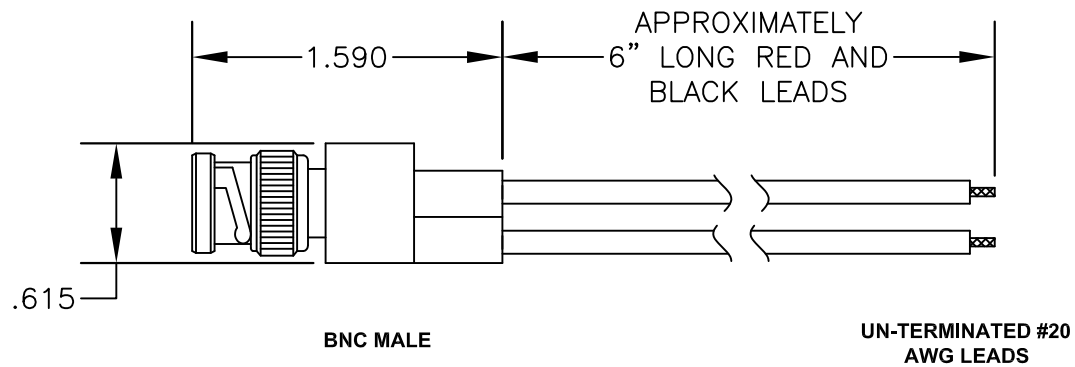 APPROXIMATELY
1.590
6” LONG RED AND
BLACK LEADS
.615
BNC MALE
UN-TERMINATED #20
AWG LEADS